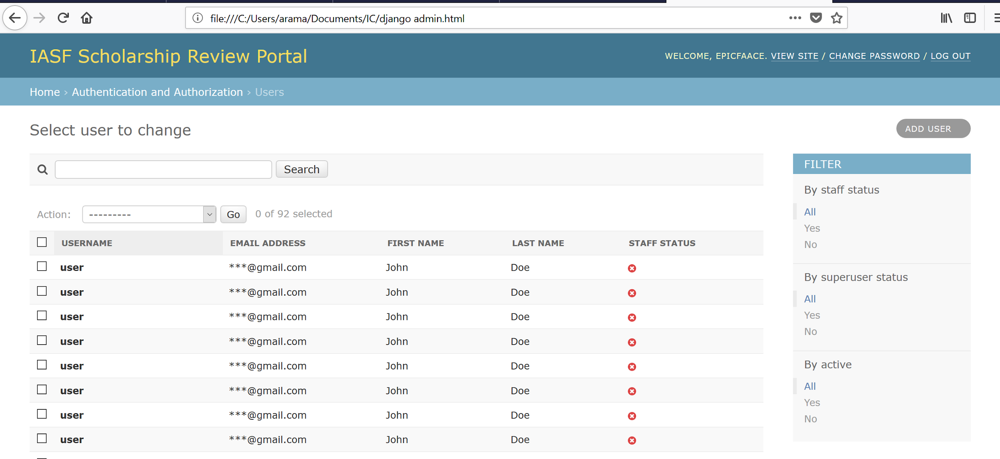 file:///C:/Users/arama/Documents/IC/django admin.html
IASF Scholarship Review Portal
WELCOME, EPICFAACE. VIEW SITE / CHANGE PASSWORD / LOG OUT
Home › Authentication and Authorization › Users
Select user to change
ADD USER
Search
Action: --------- Go 0 of 92 selected
USERNAME EMAIL ADDRESS FIRST NAME LAST NAME STAFF STATUS
user ***@gmail.com John Doe
user ***@gmail.com John Doe
user ***@gmail.com John Doe
user ***@gmail.com John Doe
user ***@gmail.com John Doe
user ***@gmail.com John Doe
user ***@gmail.com John Doe
user ***@gmail.com John Doe
FILTER
By staff status
All
Yes
No
By superuser status
All
Yes
No
By active
All
Yes
No